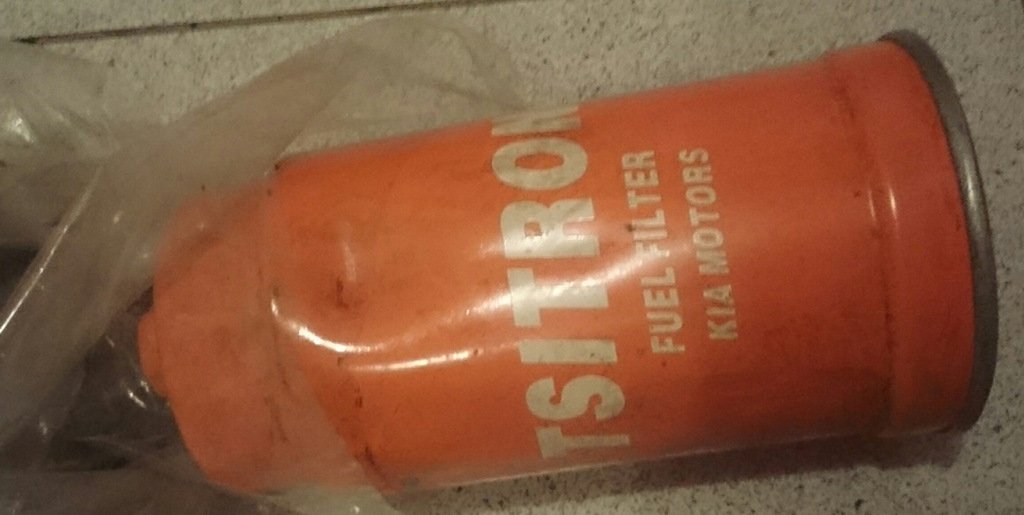 TSITRON
FUEL FILTER
KIA MOTORS